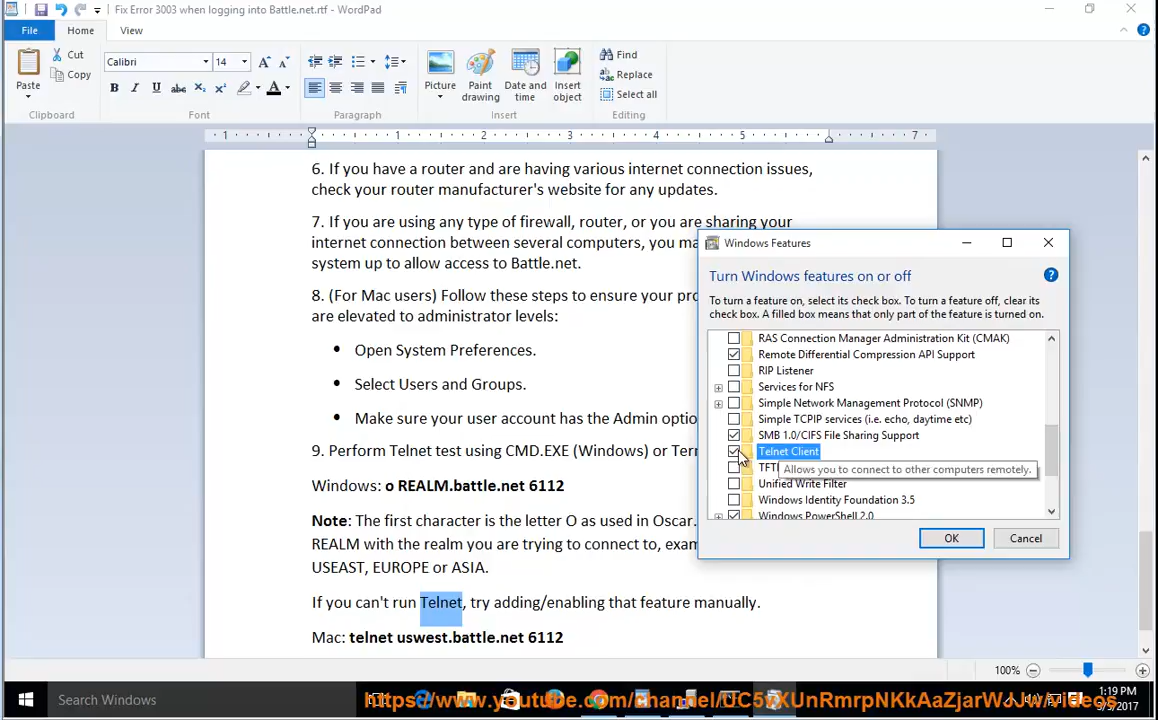 Fix Error 3003 when logging into Battle.net.rtf - WordPad
File
Home
View
Paste
Cut
Copy
Clipboard
Calibri
14
Font
Paragraph
Picture
Paint drawing
Date and time
Insert object
Insert
Find
Replace
Select all
Editing
1 1 2 3 4 5 7
6. If you have a router and are having various internet connection issues,
check your router manufacturer's website for any updates.
7. If you are using any type of firewall, router, or you are sharing your
internet connection between several computers, you ma
system up to allow access to Battle.net.
8. (For Mac users) Follow these steps to ensure your pro
are elevated to administrator levels:
• Open System Preferences.
• Select Users and Groups.
• Make sure your user account has the Admin optio
9. Perform Telnet test using CMD.EXE (Windows) or Terr
Windows: o REALM.battle.net 6112
Note: The first character is the letter O as used in Oscar.
REALM with the realm you are trying to connect to, exam
USEAST, EUROPE or ASIA.
If you can't run Telnet, try adding/enabling that feature manually.
Mac: telnet uswest.battle.net 6112
Windows Features
Turn Windows features on or off
To turn a feature on, select its check box. To turn a feature off, clear its
check box. A filled box means that only part of the feature is turned on.
RAS Connection Manager Administration Kit (CMAK)
Remote Differential Compression API Support
RIP Listener
Services for NFS
Simple Network Management Protocol (SNMP)
Simple TCPIP services (i.e. echo, daytime etc)
SMB 1.0/CIFS File Sharing Support
Telnet Client
TFT
Allows you to connect to other computers remotely.
Unified Write Filter
Windows Identity Foundation 3.5
Windows PowerShell 2.0
OK
Cancel
100%
Search Windows
1:19 PM
9/5/2017